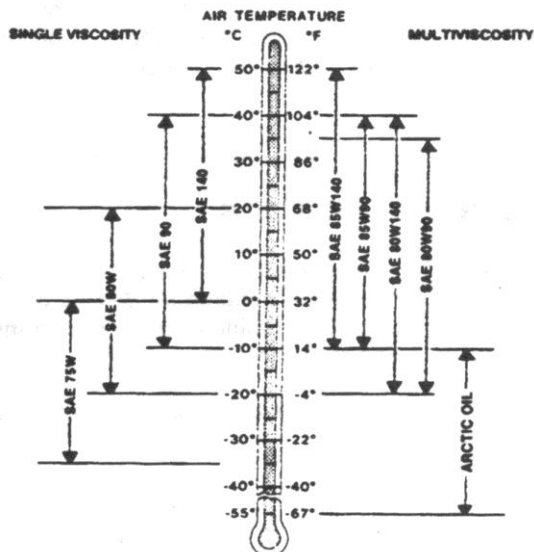 AIR TEMPERATURE
SINGLE VISCOSITY °C °F MULTIVISCOSITY
50° 122°
40° 104°
30° 86°
20° 68°
10° 50°
0° 32°
-10° 14°
-20° -4°
-30° -22°
-40° -40°
-55° -67°
SAE 75W
SAE 80W
SAE 90
SAE 140
SAE 85W140
SAE 85W90
SAE 80W140
SAE 80W90
ARCTIC OIL